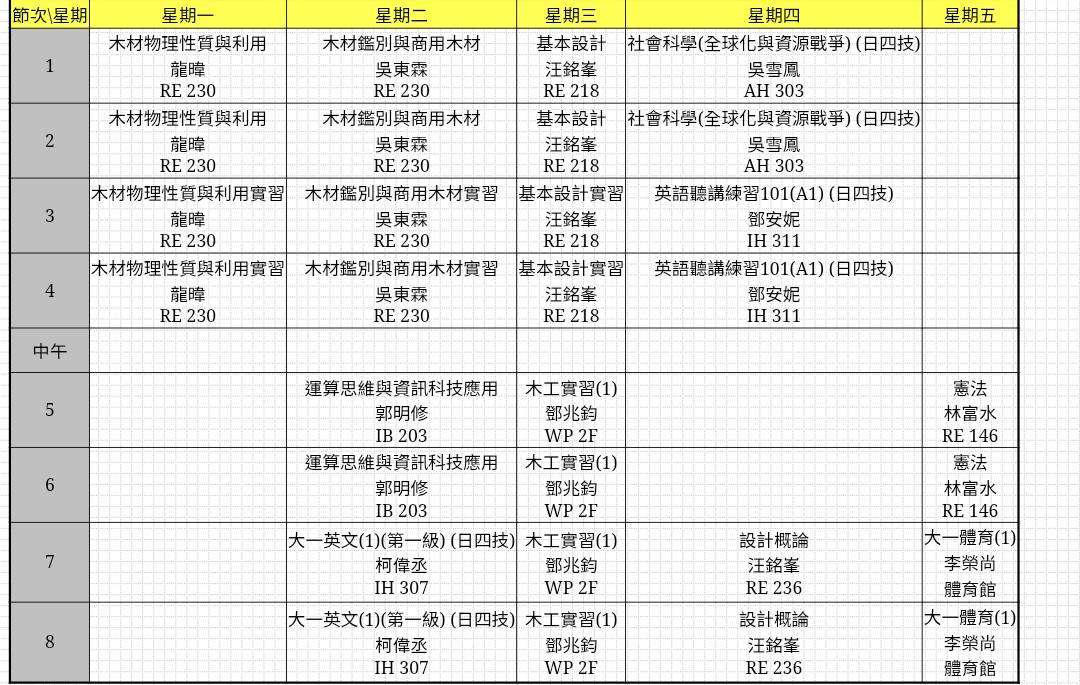 節次\星期 星期一 星期二 星期三 星期四 星期五
1
木材物理性質與利用
龍暐
RE 230
木材鑑別與商用木材
吳東霖
RE 230
基本設計
汪銘峯
RE 218
社會科學(全球化與資源戰爭) (日四技)
吳雪鳳
AH 303
2
木材物理性質與利用
龍暐
RE 230
木材鑑別與商用木材
吳東霖
RE 230
基本設計
汪銘峯
RE 218
社會科學(全球化與資源戰爭) (日四技)
吳雪鳳
AH 303
3
木材物理性質與利用實習
龍暐
RE 230
木材鑑別與商用木材實習
吳東霖
RE 230
基本設計實習
汪銘峯
RE 218
英語聽講練習101(A1) (日四技)
鄧安妮
IH 311
4
木材物理性質與利用實習
龍暐
RE 230
木材鑑別與商用木材實習
吳東霖
RE 230
基本設計實習
汪銘峯
RE 218
英語聽講練習101(A1) (日四技)
鄧安妮
IH 311
中午
5
運算思維與資訊科技應用
郭明修
IB 203
木工實習(1)
鄧兆鈞
WP 2F
憲法
林富水
RE 146
6
運算思維與資訊科技應用
郭明修
IB 203
木工實習(1)
鄧兆鈞
WP 2F
憲法
林富水
RE 146
7
大一英文(1)(第一級) (日四技)
柯偉丞
IH 307
木工實習(1)
鄧兆鈞
WP 2F
設計概論
汪銘峯
RE 236
大一體育(1)
李榮尚
體育館
8
大一英文(1)(第一級) (日四技)
柯偉丞
IH 307
木工實習(1)
鄧兆鈞
WP 2F
設計概論
汪銘峯
RE 236
大一體育(1)
李榮尚
體育館